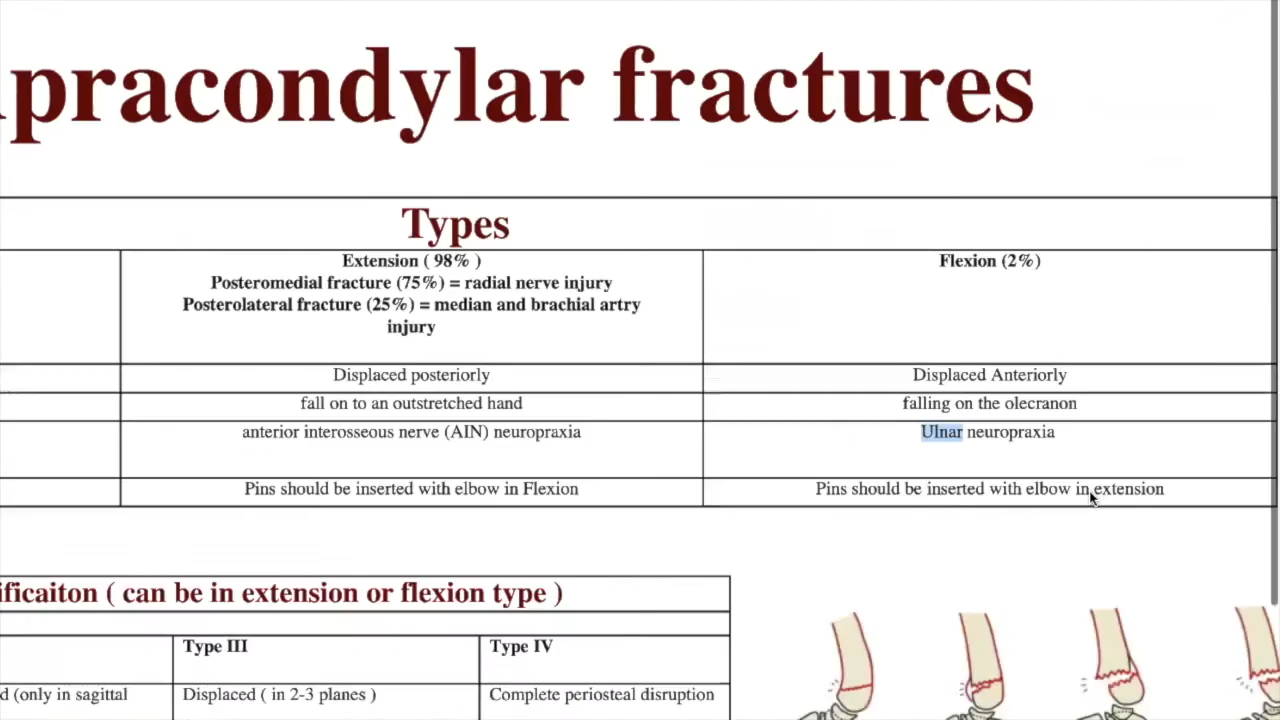 pracondylar fractures
Types
Extension ( 98% )
Posteromedial fracture (75%) = radial nerve injury
Posterolateral fracture (25%) = median and brachial artry
injury
Flexion (2%)
Displaced posteriorly
Displaced Anteriorly
fall on to an outstretched hand
falling on the olecranon
anterior interosseous nerve (AIN) neuropraxia
Ulnar neuropraxia
Pins should be inserted with elbow in Flexion
Pins should be inserted with elbow in extension
ificaiton ( can be in extension or flexion type )
Type III
Type IV
d (only in sagittal
Displaced ( in 2-3 planes )
Complete periosteal disruption